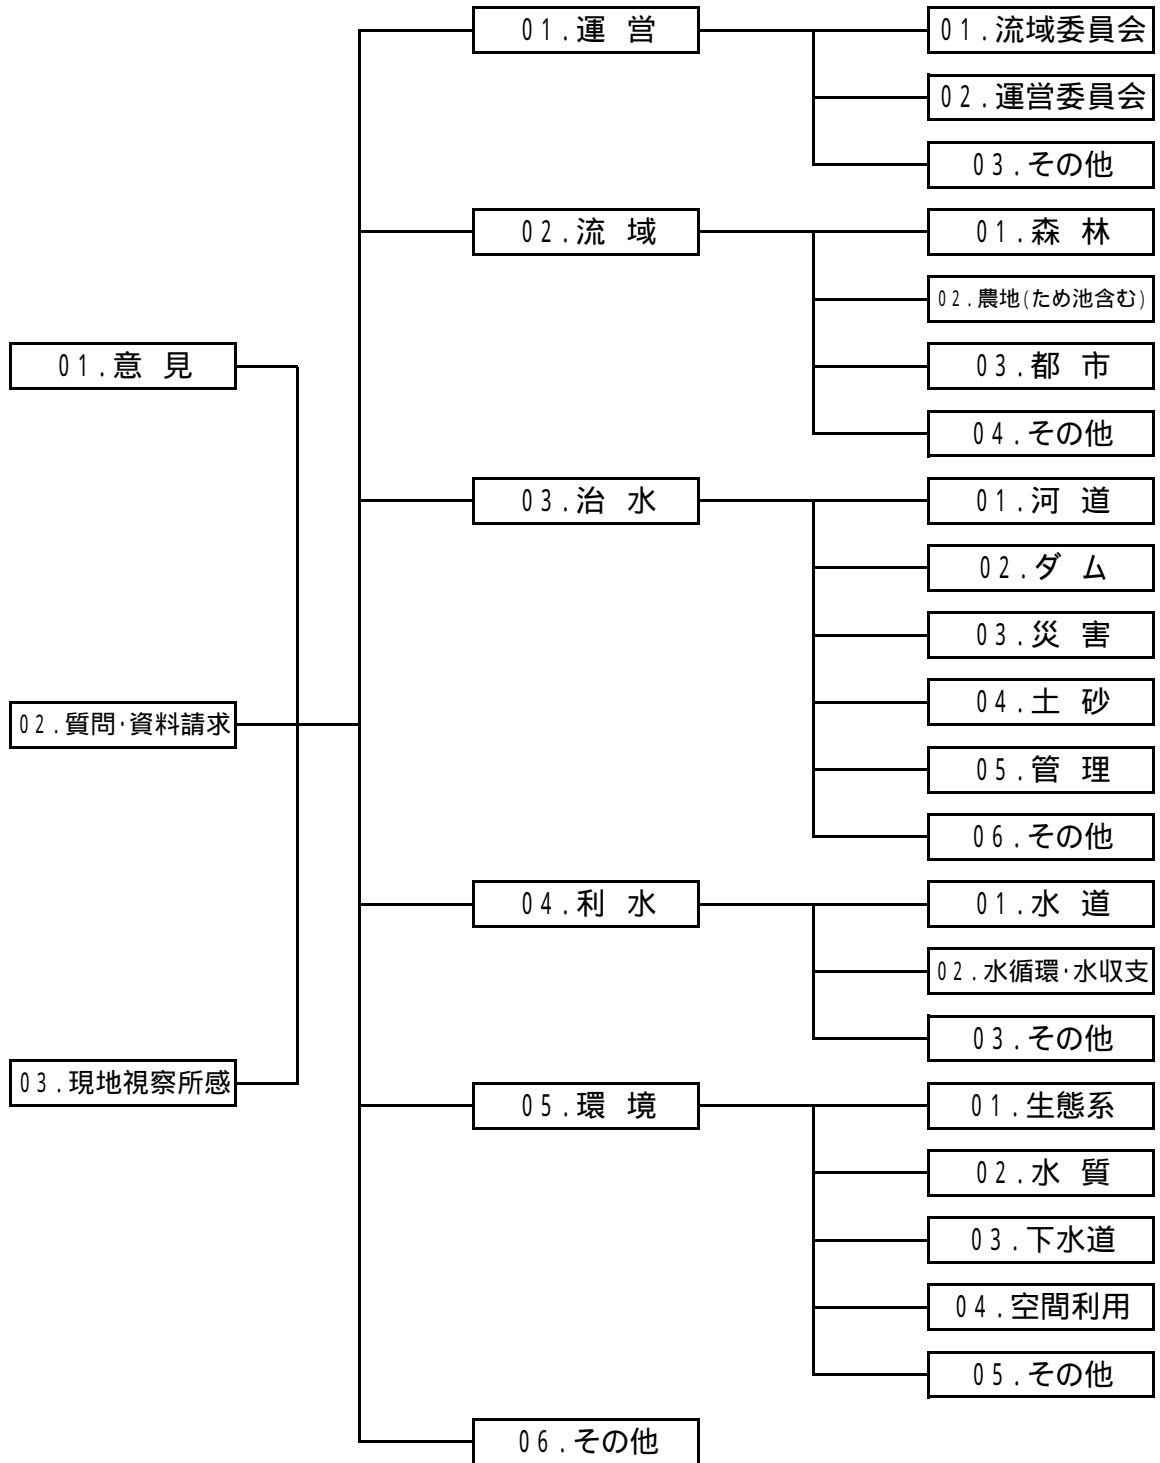 01.意見
02.質問･資料請求
03.現地視察所感
01.運営
02.流域
03.治水
04.利水
05.環境
06.その他
01.流域委員会
02.運営委員会
03.その他
01.森林
02.農地(ため池含む)
03.都市
04.その他
01.河道
02.ダム
03.災害
04.土砂
05.管理
06.その他
01.水道
02.水循環･水収支
03.その他
01.生態系
02.水質
03.下水道
04.空間利用
05.その他